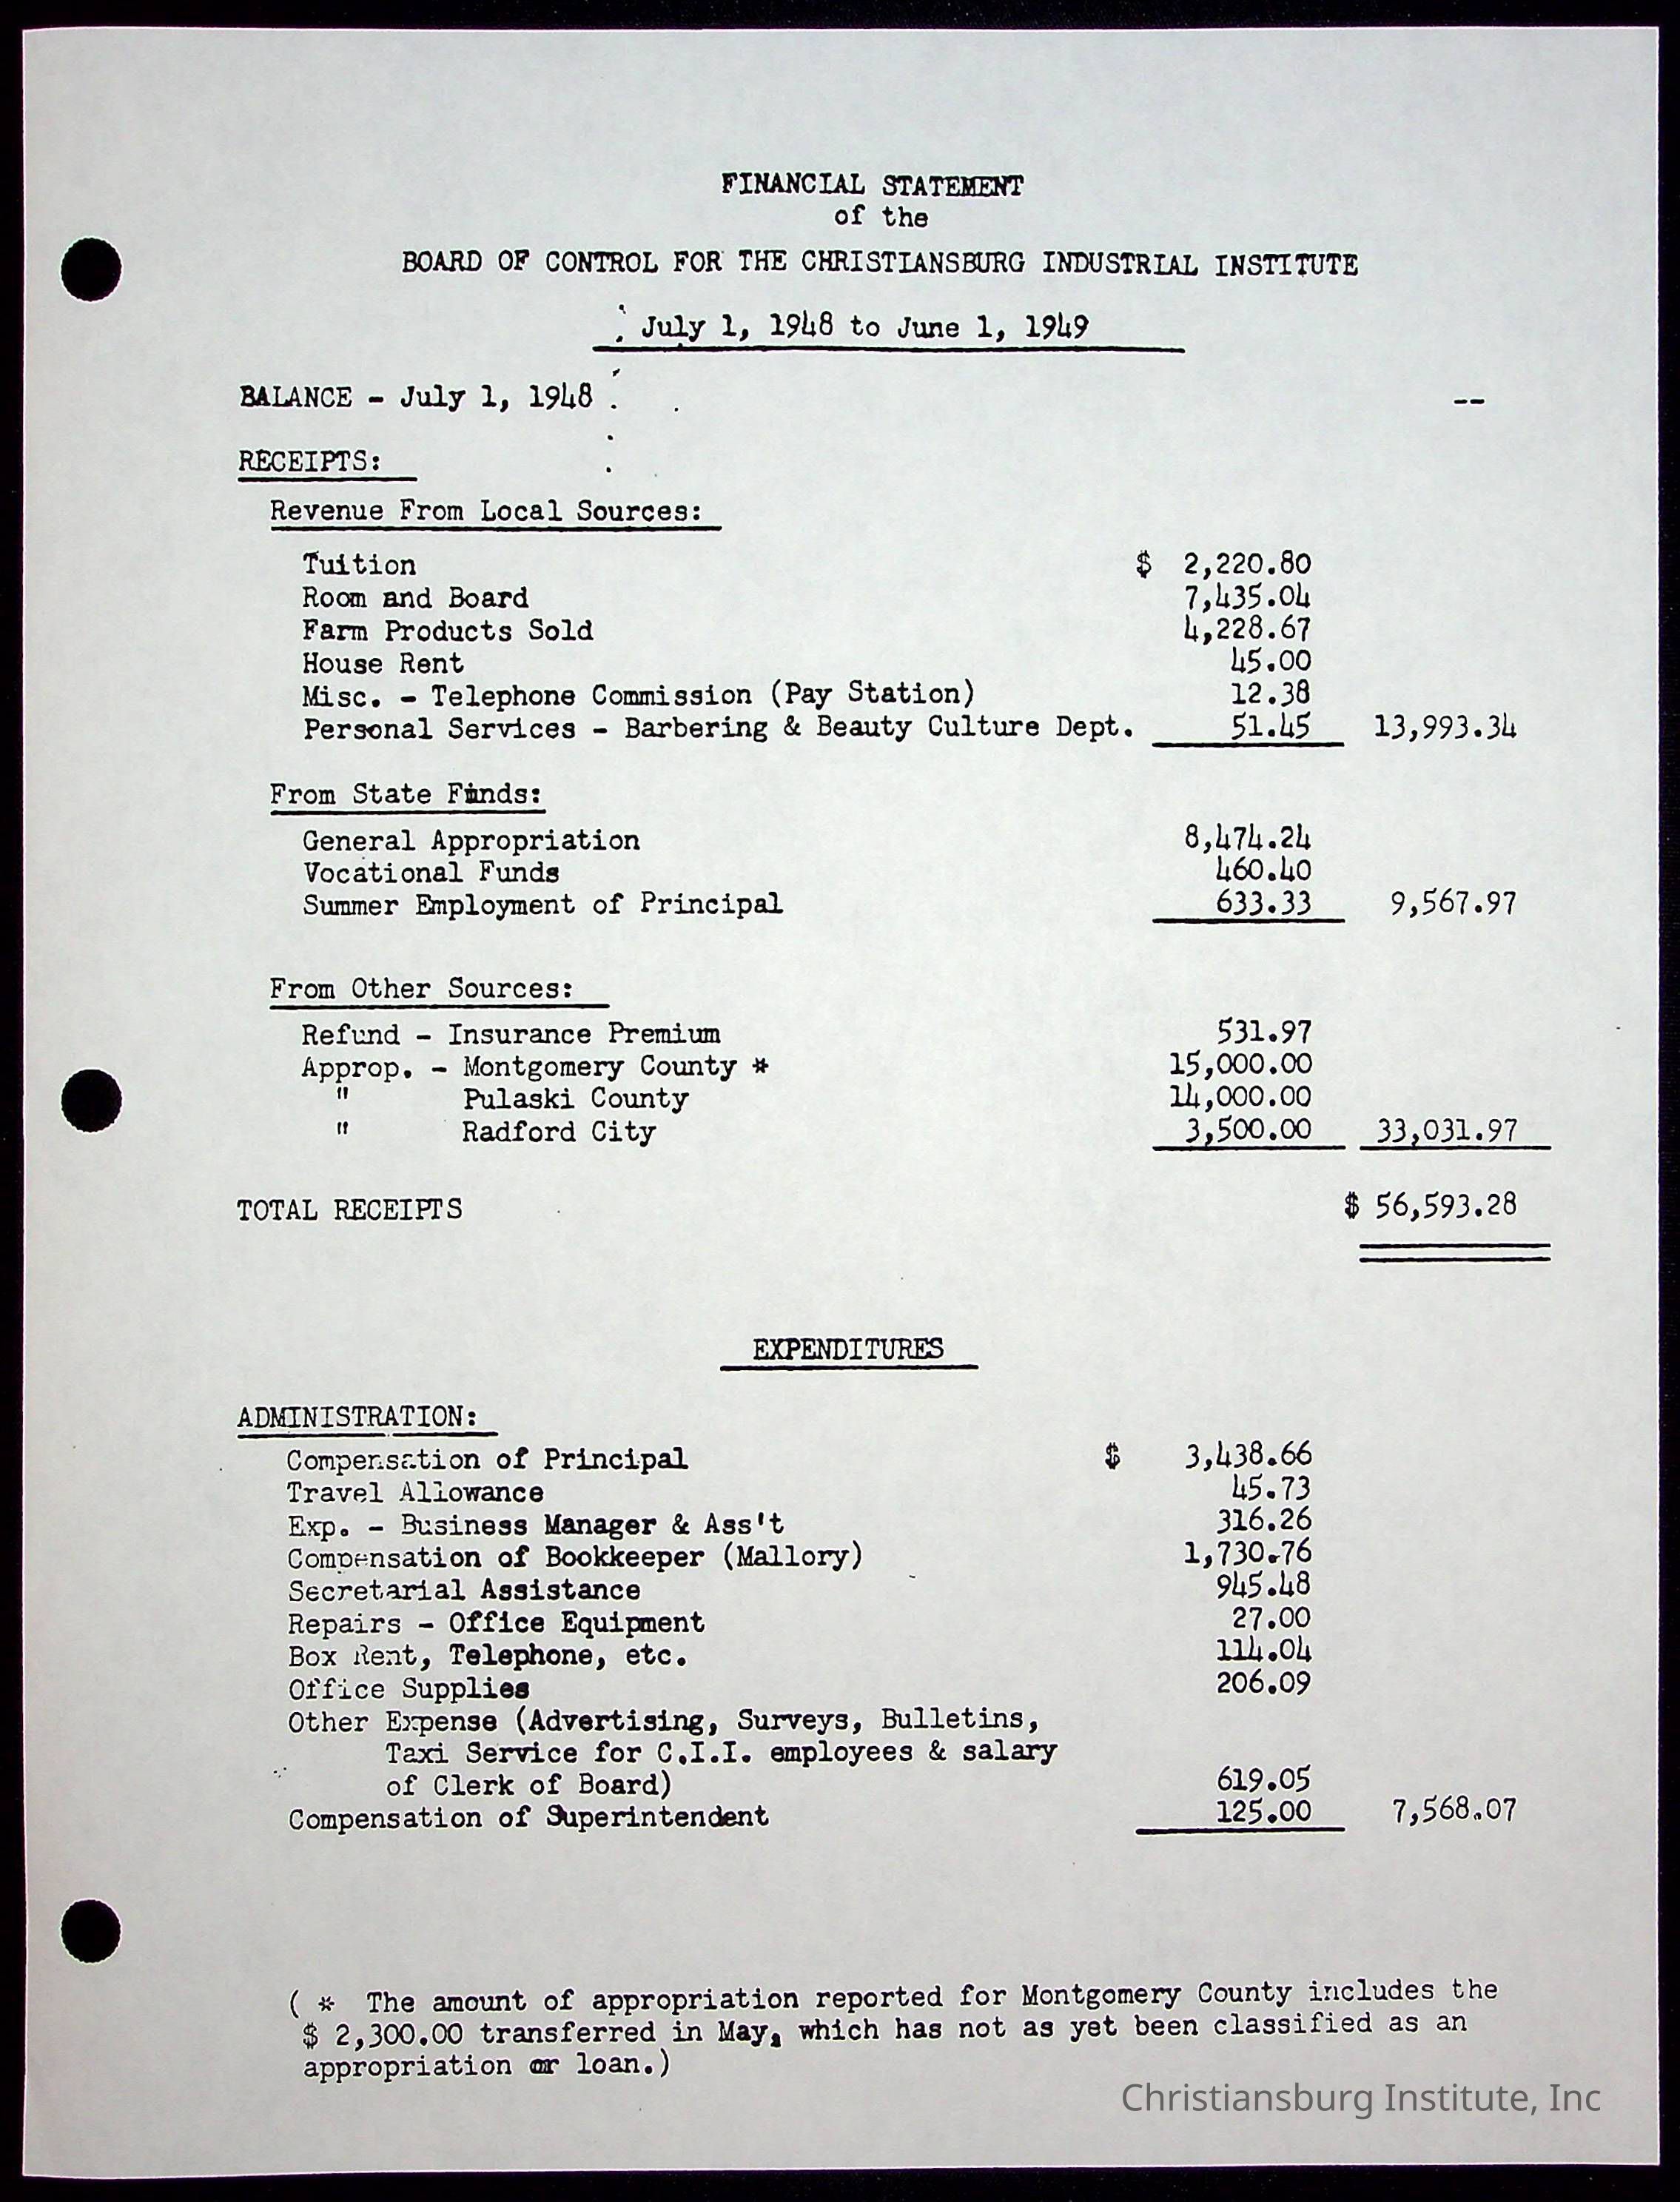 FINANCIAL STATEMENT
of the
BOARD OF CONTROL FOR THE CHRISTIANSBURG INDUSTRIAL INSTITUTE
July 1, 1948 to June 1, 1949
BALANCE - July 1, 1948 --
RECEIPTS:
Revenue From Local Sources:
Tuition $ 2,220.80
Room and Board 7,435.04
Farm Products Sold 4,228.67
House Rent 45.00
Misc. - Telephone Commission (Pay Station) 12.38
Personal Services - Barbering & Beauty Culture Dept. 51.45 13,993.34
From State Funds:
General Appropriation 8,474.24
Vocational Funds 460.40
Summer Employment of Principal 633.33 9,567.97
From Other Sources:
Refund - Insurance Premium 531.97
Approp. - Montgomery County * 15,000.00
" Pulaski County 14,000.00
" Radford City 3,500.00 33,031.97
TOTAL RECEIPTS $ 56,593.28
EXPENDITURES
ADMINISTRATION:
Compensation of Principal $ 3,438.66
Travel Allowance 45.73
Exp. - Business Manager & Ass't 316.26
Compensation of Bookkeeper (Mallory) 1,730.76
Secretarial Assistance 945.48
Repairs - Office Equipment 27.00
Box Rent, Telephone, etc. 114.04
Office Supplies 206.09
Other Expense (Advertising, Surveys, Bulletins,
Taxi Service for C.I.I. employees & salary
of Clerk of Board) 619.05
Compensation of Superintendent 125.00 7,568.07
( * The amount of appropriation reported for Montgomery County includes the
$ 2,300.00 transferred in May, which has not as yet been classified as an
appropriation or loan.)
Christiansburg Institute, Inc